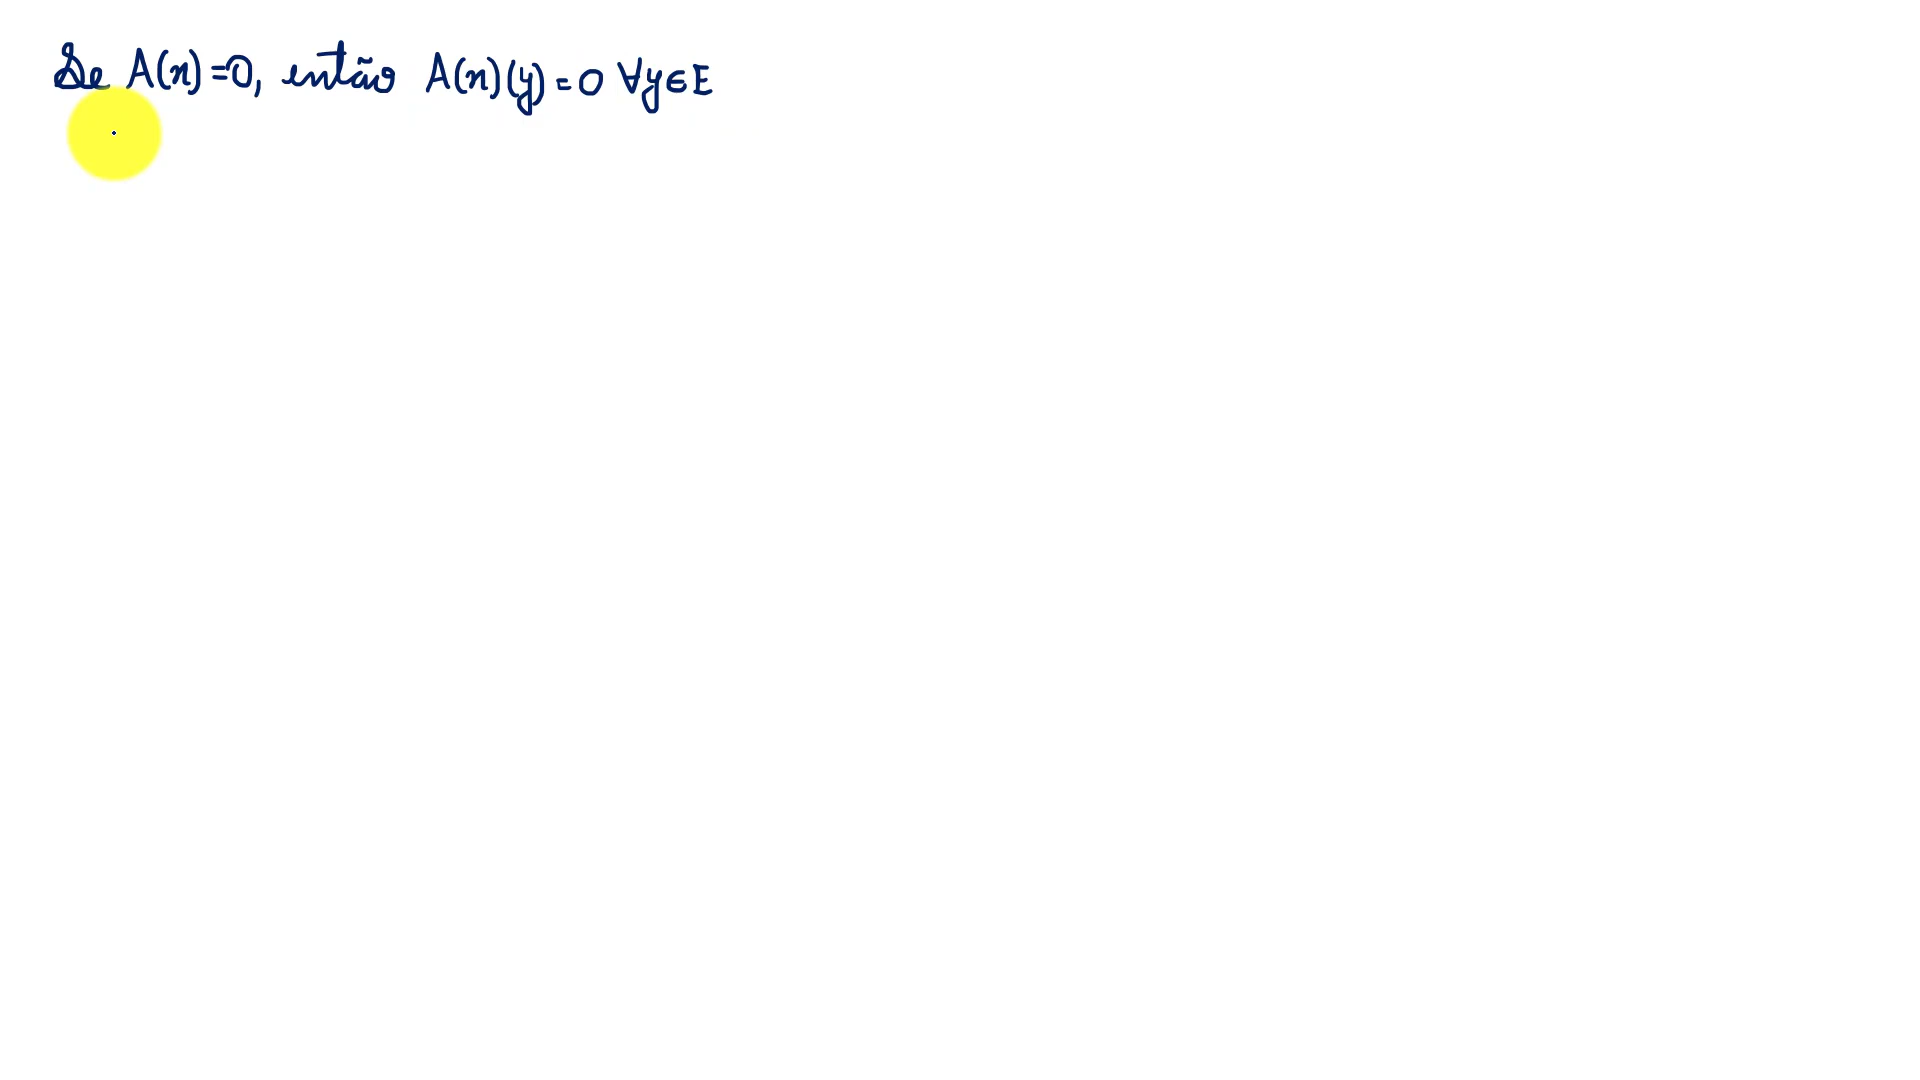 Se A(x)=0, então A(x)(y)=0 ∀y∈E